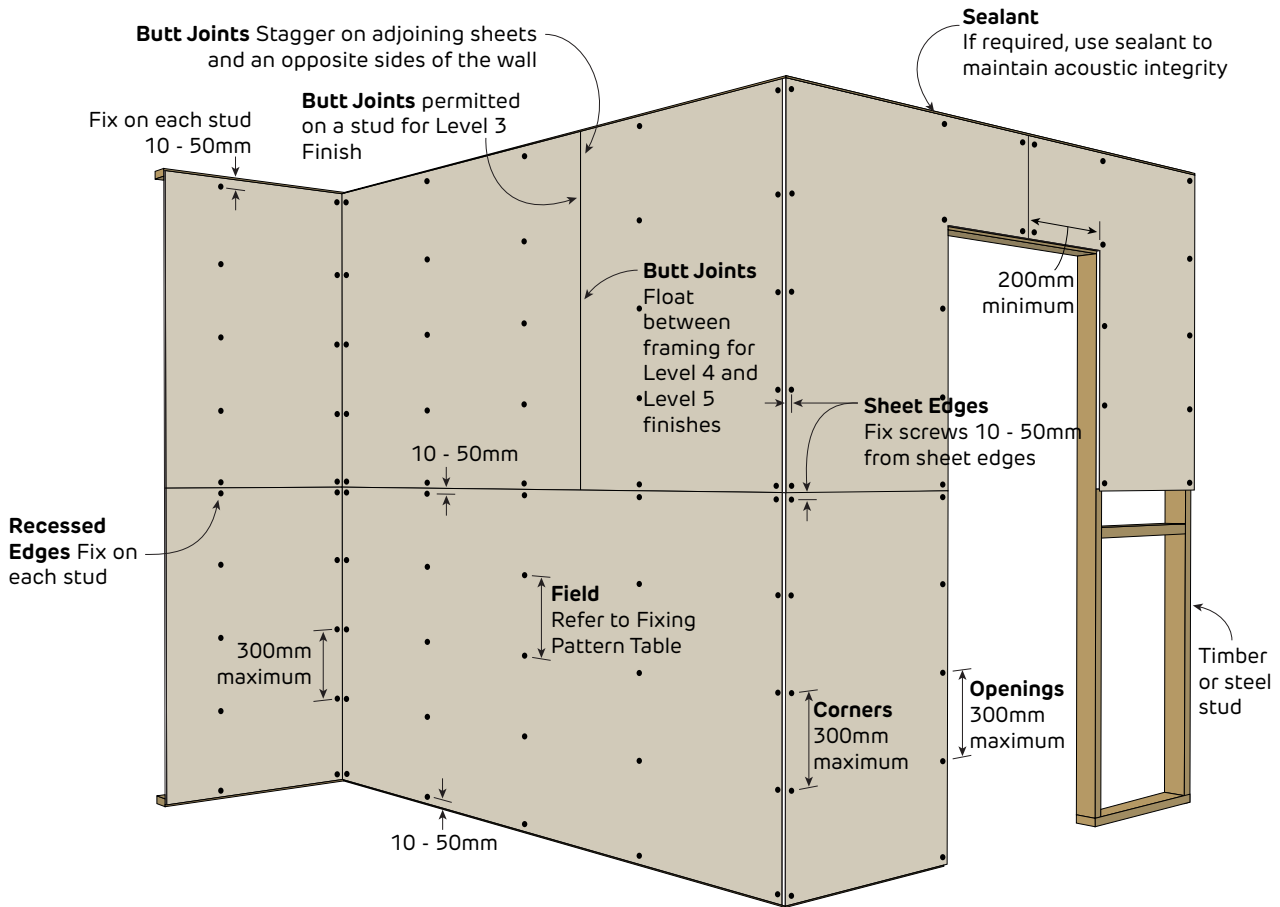 Butt Joints Stagger on adjoining sheets
and an opposite sides of the wall
Sealant
If required, use sealant to
maintain acoustic integrity
Butt Joints permitted
on a stud for Level 3
Finish
Fix on each stud
10 - 50mm
Butt Joints
Float
between
framing for
Level 4 and
Level 5
finishes
200mm
minimum
Sheet Edges
Fix screws 10 - 50mm
from sheet edges
10 - 50mm
Recessed
Edges Fix on
each stud
Field
Refer to Fixing
Pattern Table
300mm
maximum
Corners
300mm
maximum
Openings
300mm
maximum
Timber
or steel
stud
10 - 50mm